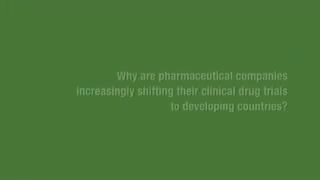 Why are pharmaceutical companies
increasingly shifting their clinical drug trials
to developing countries?